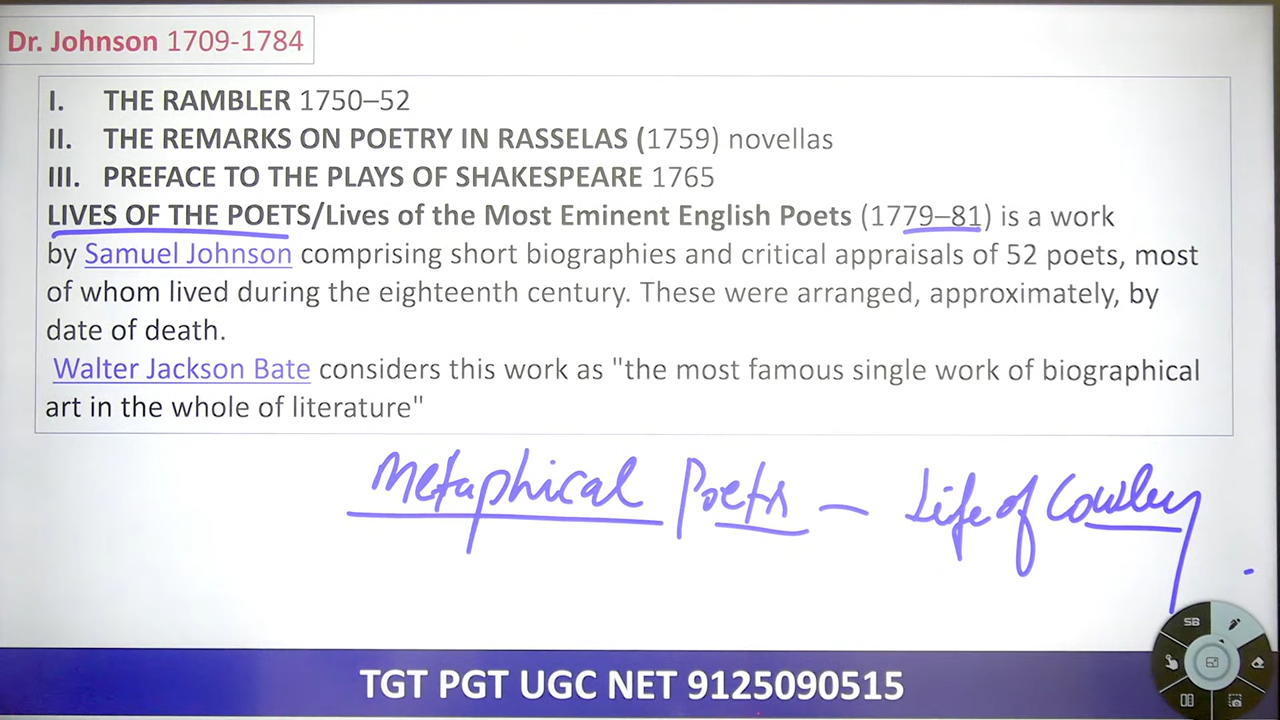 Dr. Johnson 1709-1784
I. THE RAMBLER 1750–52
II. THE REMARKS ON POETRY IN RASSELAS (1759) novellas
III. PREFACE TO THE PLAYS OF SHAKESPEARE 1765
LIVES OF THE POETS/Lives of the Most Eminent English Poets (1779–81) is a work
by Samuel Johnson comprising short biographies and critical appraisals of 52 poets, most
of whom lived during the eighteenth century. These were arranged, approximately, by
date of death.
Walter Jackson Bate considers this work as "the most famous single work of biographical
art in the whole of literature"
Metaphical Poets – Life of Cowley
SB
TGT PGT UGC NET 9125090515